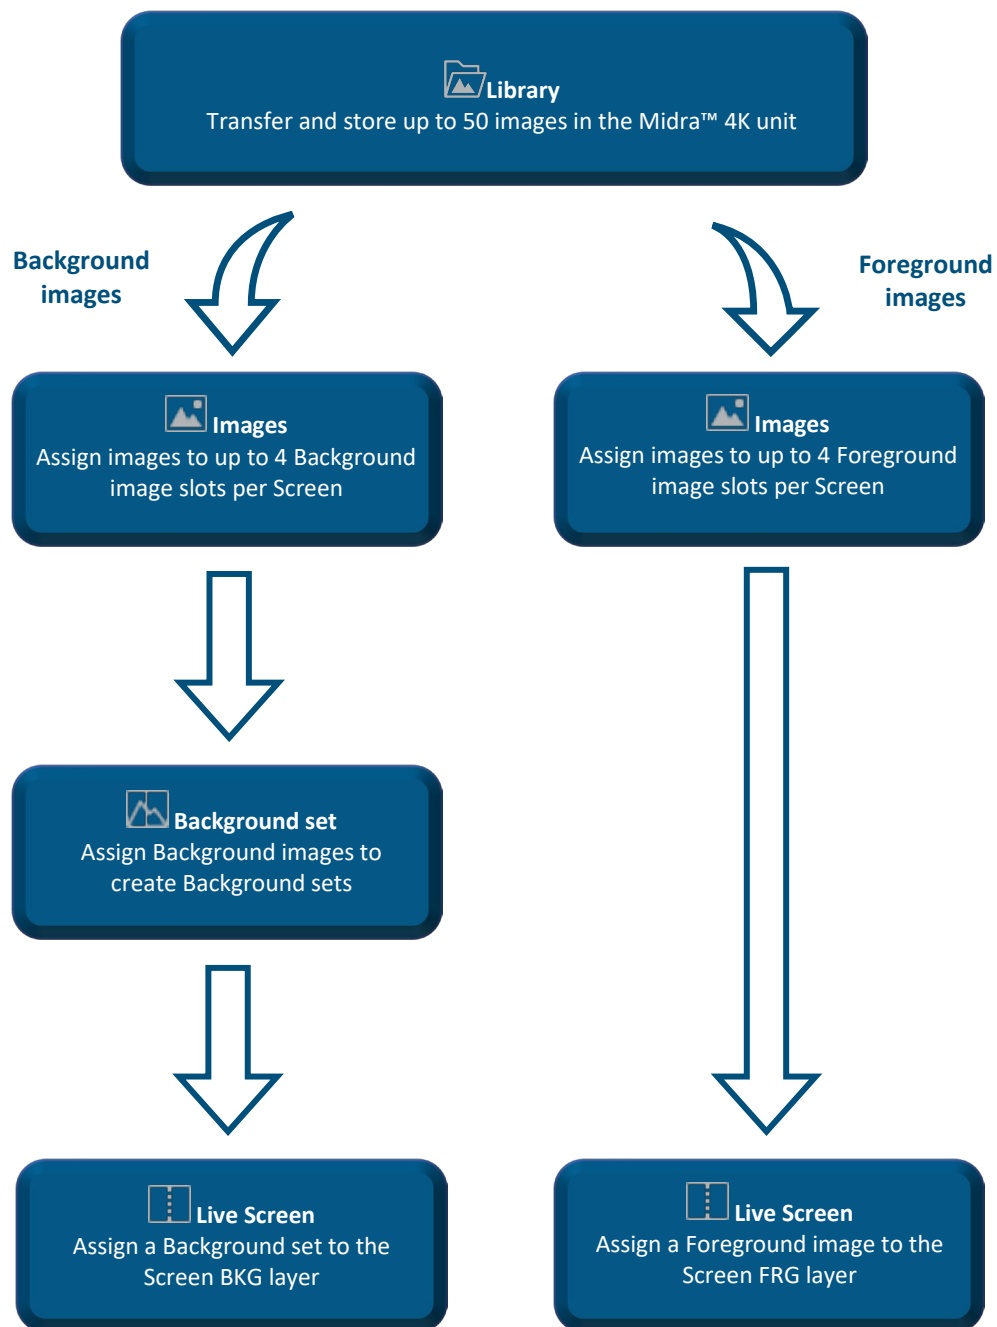 Library
Transfer and store up to 50 images in the Midra™ 4K unit
Background
images
Foreground
images
Images
Assign images to up to 4 Background
image slots per Screen
Images
Assign images to up to 4 Foreground
image slots per Screen
Background set
Assign Background images to
create Background sets
Live Screen
Assign a Background set to the
Screen BKG layer
Live Screen
Assign a Foreground image to the
Screen FRG layer